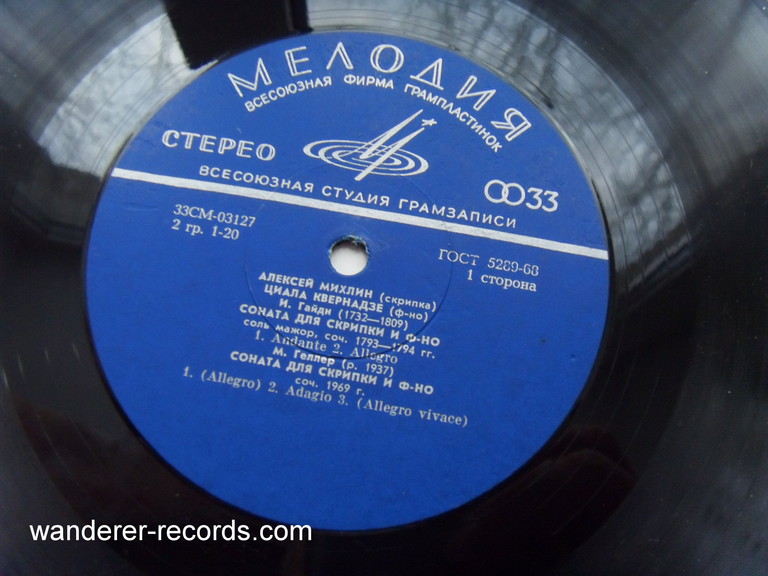 МЕЛОДИЯ
ВСЕСОЮЗНАЯ ФИРМА ГРАМПЛАСТИНОК
СТЕРЕО
33
ВСЕСОЮЗНАЯ СТУДИЯ ГРАМЗАПИСИ
33СМ-03127
2 гр. 1-20
ГОСТ 5289-68
1 сторона
АЛЕКСЕЙ МИХЛИН (скрипка)
ЦИАЛА КВЕРНАДЗЕ (ф-но)
И. Гайди (1732—1809)
СОНАТА ДЛЯ СКРИПКИ И Ф-НО
соль мажор, соч. 1793—1794 гг.
1. Andante 2. Allegro
М. Геллер (р. 1937)
СОНАТА ДЛЯ СКРИПКИ И Ф-НО
соч. 1969 г.
1. (Allegro) 2. Adagio 3. (Allegro vivace)
wanderer-records.com